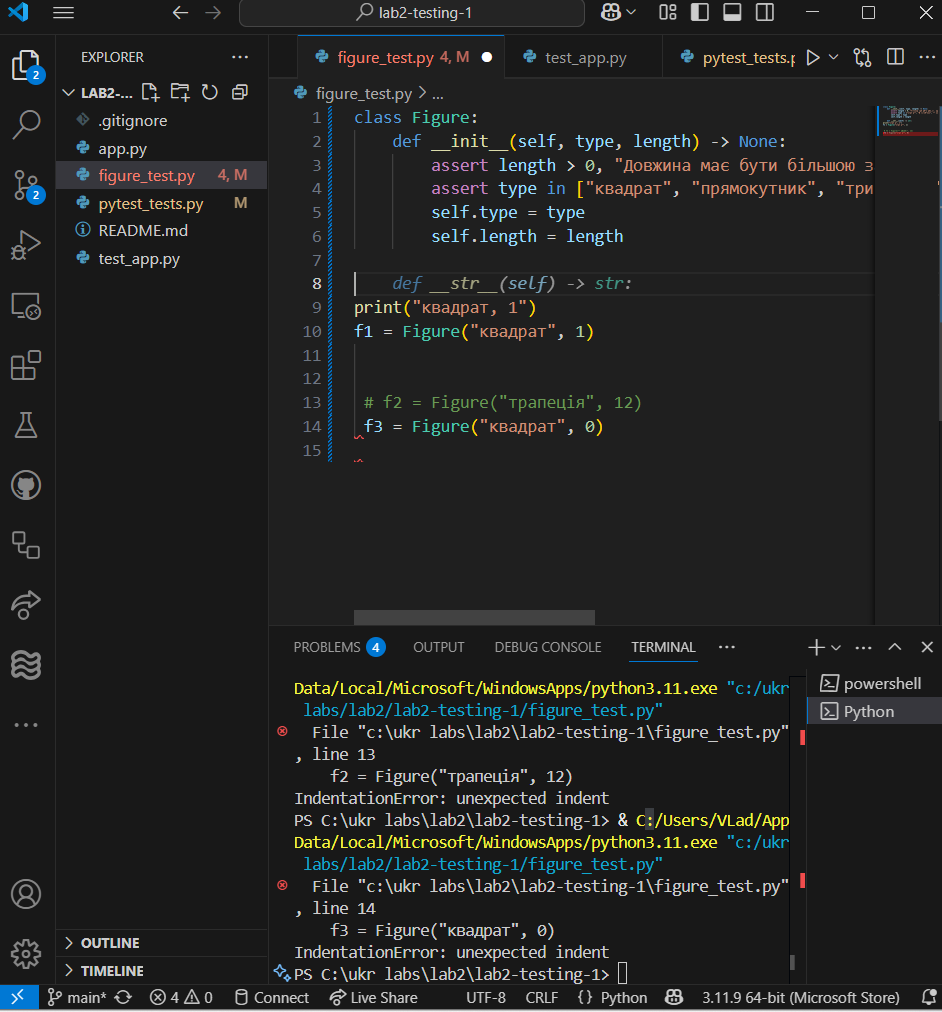 lab2-testing-1
EXPLORER
figure_test.py 4, M
test_app.py
pytest_tests.p
2
LAB2-...
.gitignore
app.py
figure_test.py 4, M
pytest_tests.py M
README.md
test_app.py
2
figure_test.py > ...
1 class Figure:
2 def __init__(self, type, length) -> None:
3 assert length > 0, "Довжина має бути більшою з
4 assert type in ["квадрат", "прямокутник", "три
5 self.type = type
6 self.length = length
7
8 def __str__(self) -> str:
9 print("квадрат, 1")
10 f1 = Figure("квадрат", 1)
11
12
13 # f2 = Figure("трапеція", 12)
14 f3 = Figure("квадрат", 0)
15
PROBLEMS 4 OUTPUT DEBUG CONSOLE TERMINAL
powershell
Python
Data/Local/Microsoft/WindowsApps/python3.11.exe "c:/ukr
labs/lab2/lab2-testing-1/figure_test.py"
File "c:\ukr labs\lab2\lab2-testing-1\figure_test.py"
, line 13
f2 = Figure("трапеція", 12)
IndentationError: unexpected indent
PS C:\ukr labs\lab2\lab2-testing-1> & C:/Users/VLad/App
Data/Local/Microsoft/WindowsApps/python3.11.exe "c:/ukr
labs/lab2/lab2-testing-1/figure_test.py"
File "c:\ukr labs\lab2\lab2-testing-1\figure_test.py"
, line 14
f3 = Figure("квадрат", 0)
IndentationError: unexpected indent
PS C:\ukr labs\lab2\lab2-testing-1>
OUTLINE
TIMELINE
main* 4 0 Connect Live Share UTF-8 CRLF {} Python 3.11.9 64-bit (Microsoft Store)